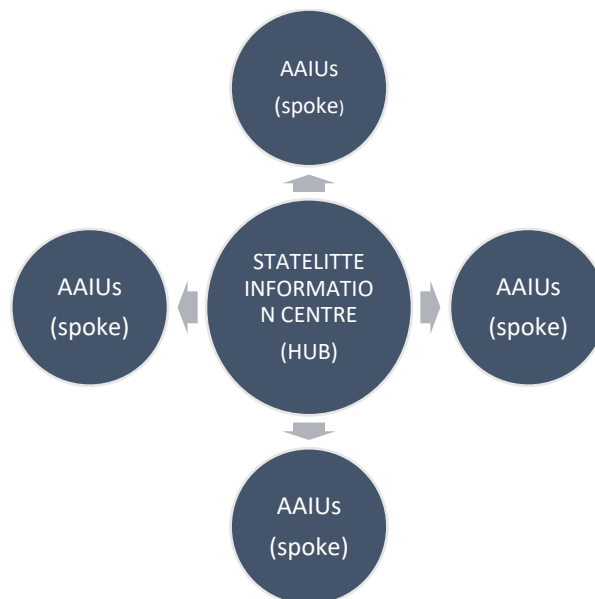 AAIUs
(spoke)
STATELITTE
INFORMATIO
N CENTRE
(HUB)
AAIUs
(spoke)
AAIUs
(spoke)
AAIUs
(spoke)